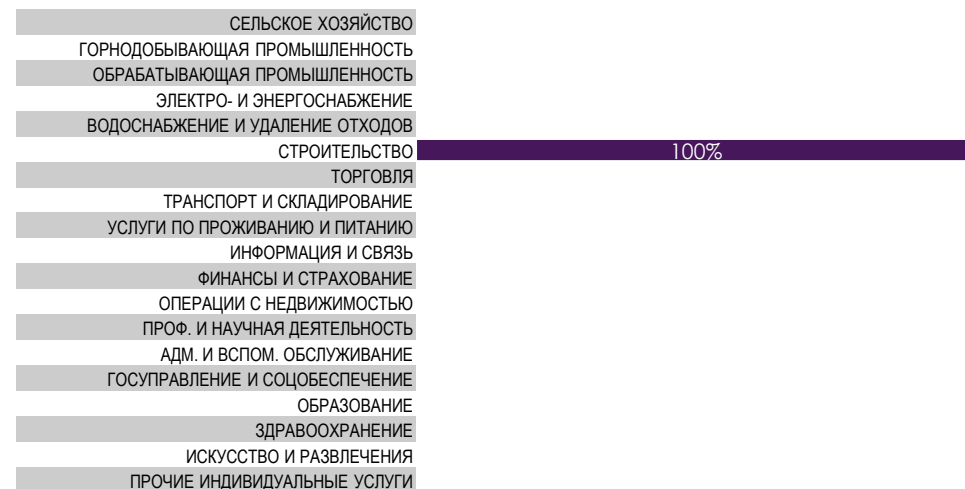 СЕЛЬСКОЕ ХОЗЯЙСТВО
ГОРНОДОБЫВАЮЩАЯ ПРОМЫШЛЕННОСТЬ
ОБРАБАТЫВАЮЩАЯ ПРОМЫШЛЕННОСТЬ
ЭЛЕКТРО- И ЭНЕРГОСНАБЖЕНИЕ
ВОДОСНАБЖЕНИЕ И УДАЛЕНИЕ ОТХОДОВ
СТРОИТЕЛЬСТВО 100%
ТОРГОВЛЯ
ТРАНСПОРТ И СКЛАДИРОВАНИЕ
УСЛУГИ ПО ПРОЖИВАНИЮ И ПИТАНИЮ
ИНФОРМАЦИЯ И СВЯЗЬ
ФИНАНСЫ И СТРАХОВАНИЕ
ОПЕРАЦИИ С НЕДВИЖИМОСТЬЮ
ПРОФ. И НАУЧНАЯ ДЕЯТЕЛЬНОСТЬ
АДМ. И ВСПОМ. ОБСЛУЖИВАНИЕ
ГОСУПРАВЛЕНИЕ И СОЦОБЕСПЕЧЕНИЕ
ОБРАЗОВАНИЕ
ЗДРАВООХРАНЕНИЕ
ИСКУССТВО И РАЗВЛЕЧЕНИЯ
ПРОЧИЕ ИНДИВИДУАЛЬНЫЕ УСЛУГИ